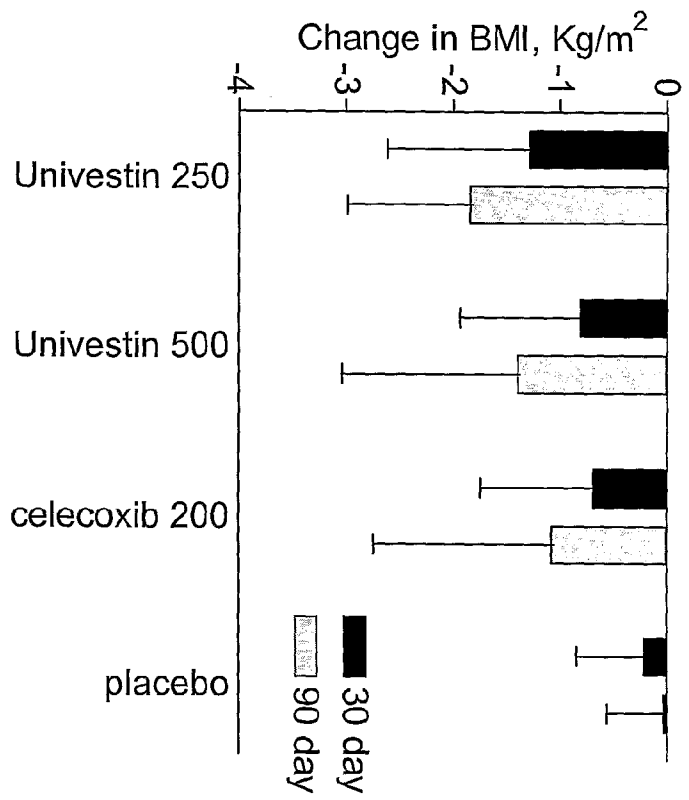 Change in BMI, Kg/m²
-4
-3
-2
-1
0
Univestin 250
Univestin 500
celecoxib 200
placebo
30 day
90 day